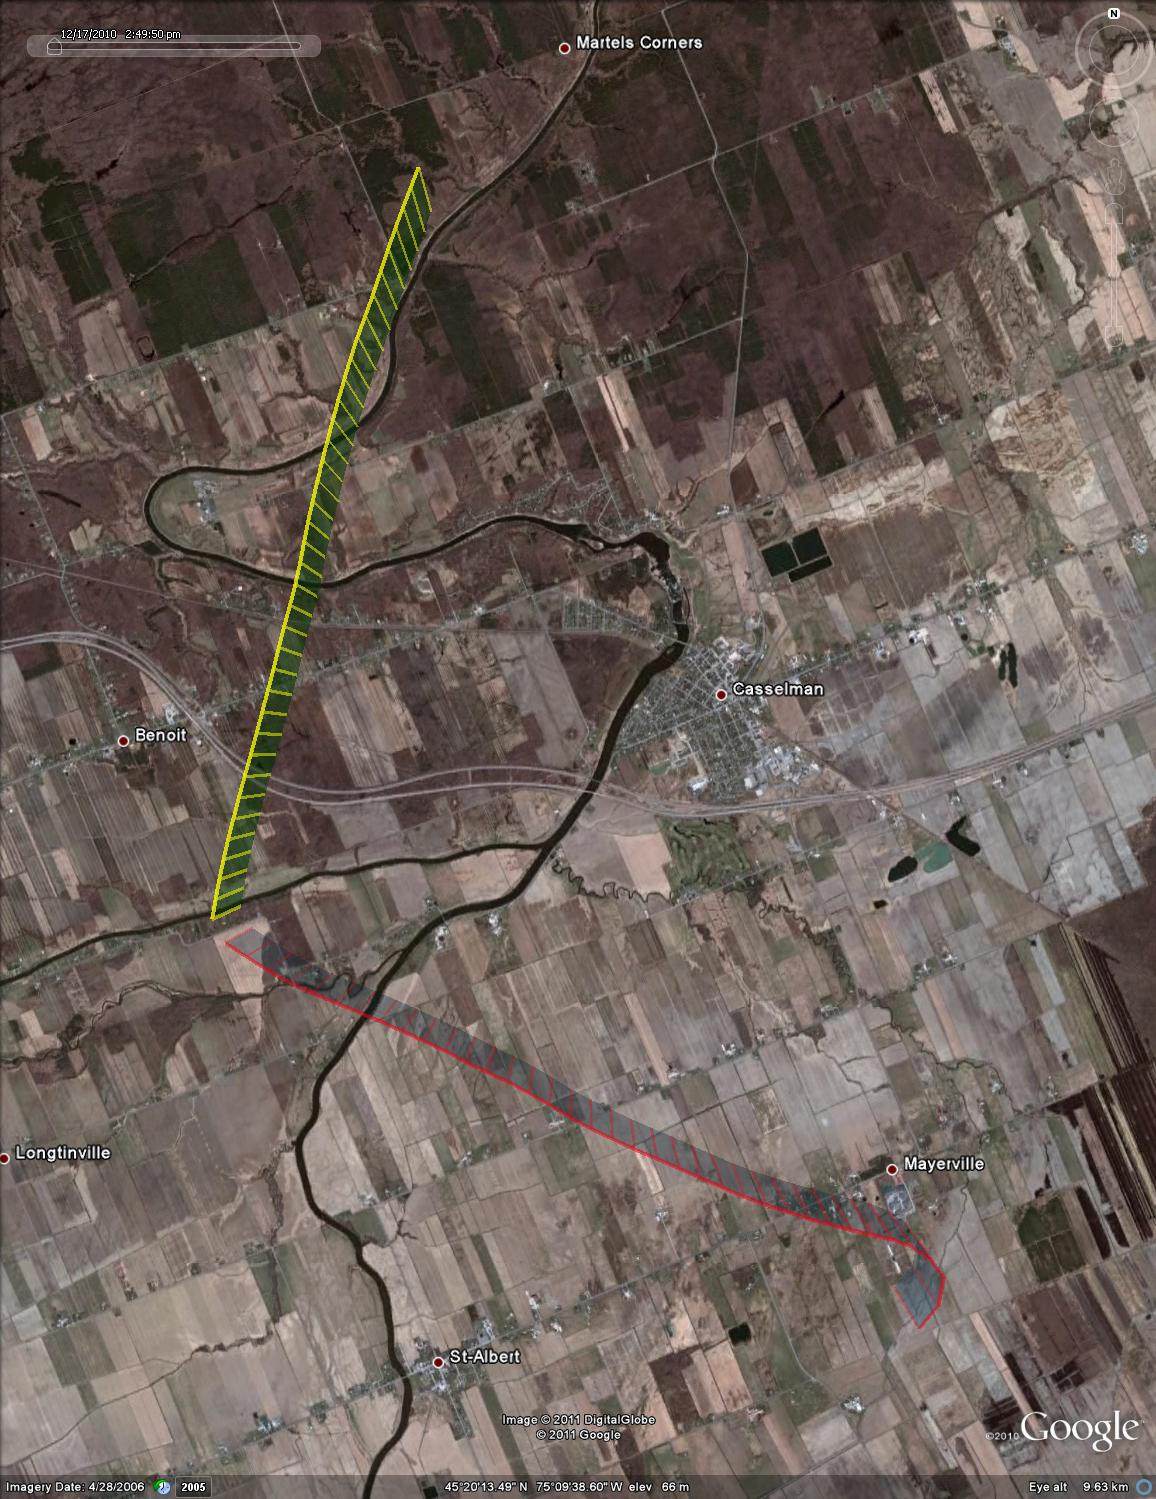 12/17/2010 2:49:50 pm
N
Martels Corners
Casselman
Benoit
Longtinville
Mayerville
St-Albert
Image © 2011 DigitalGlobe
© 2011 Google
©2010 Google
Imagery Date: 4/28/2006 2005 45°20'13.49" N 75°09'38.60" W elev 66 m Eye alt 9.63 km